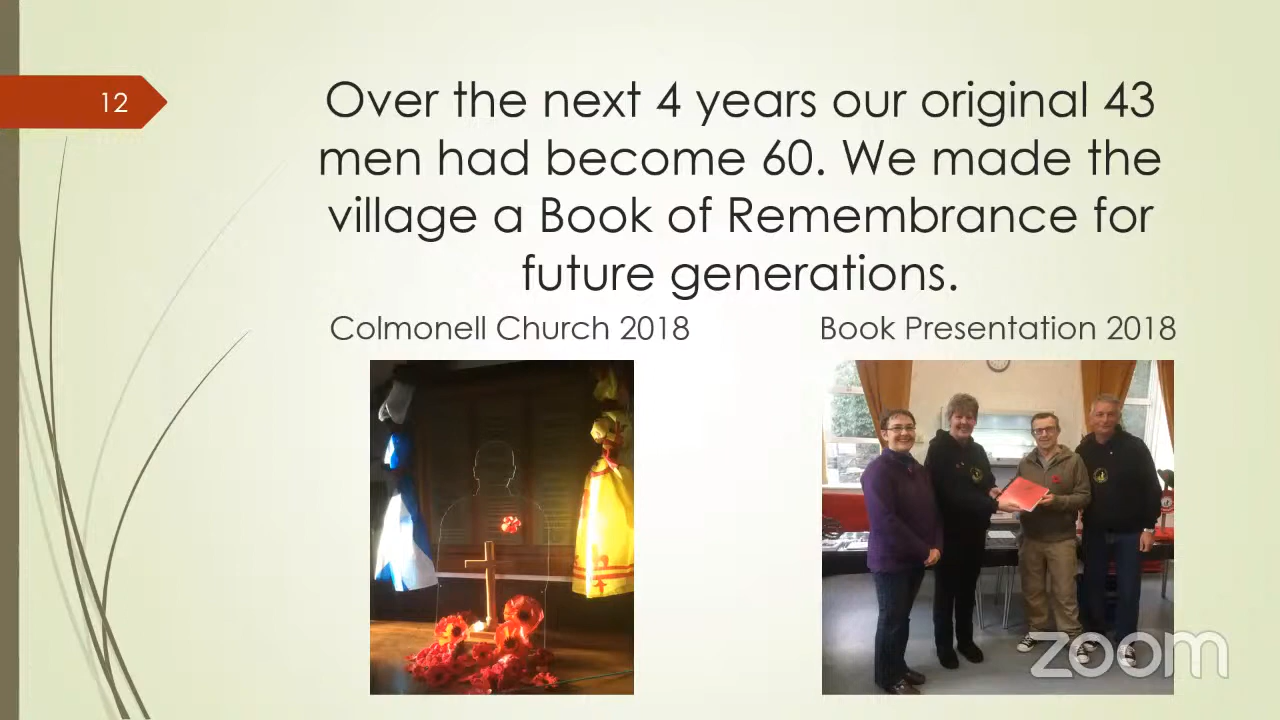 12
Over the next 4 years our original 43
men had become 60. We made the
village a Book of Remembrance for
future generations.
Colmonell Church 2018
Book Presentation 2018
zoom